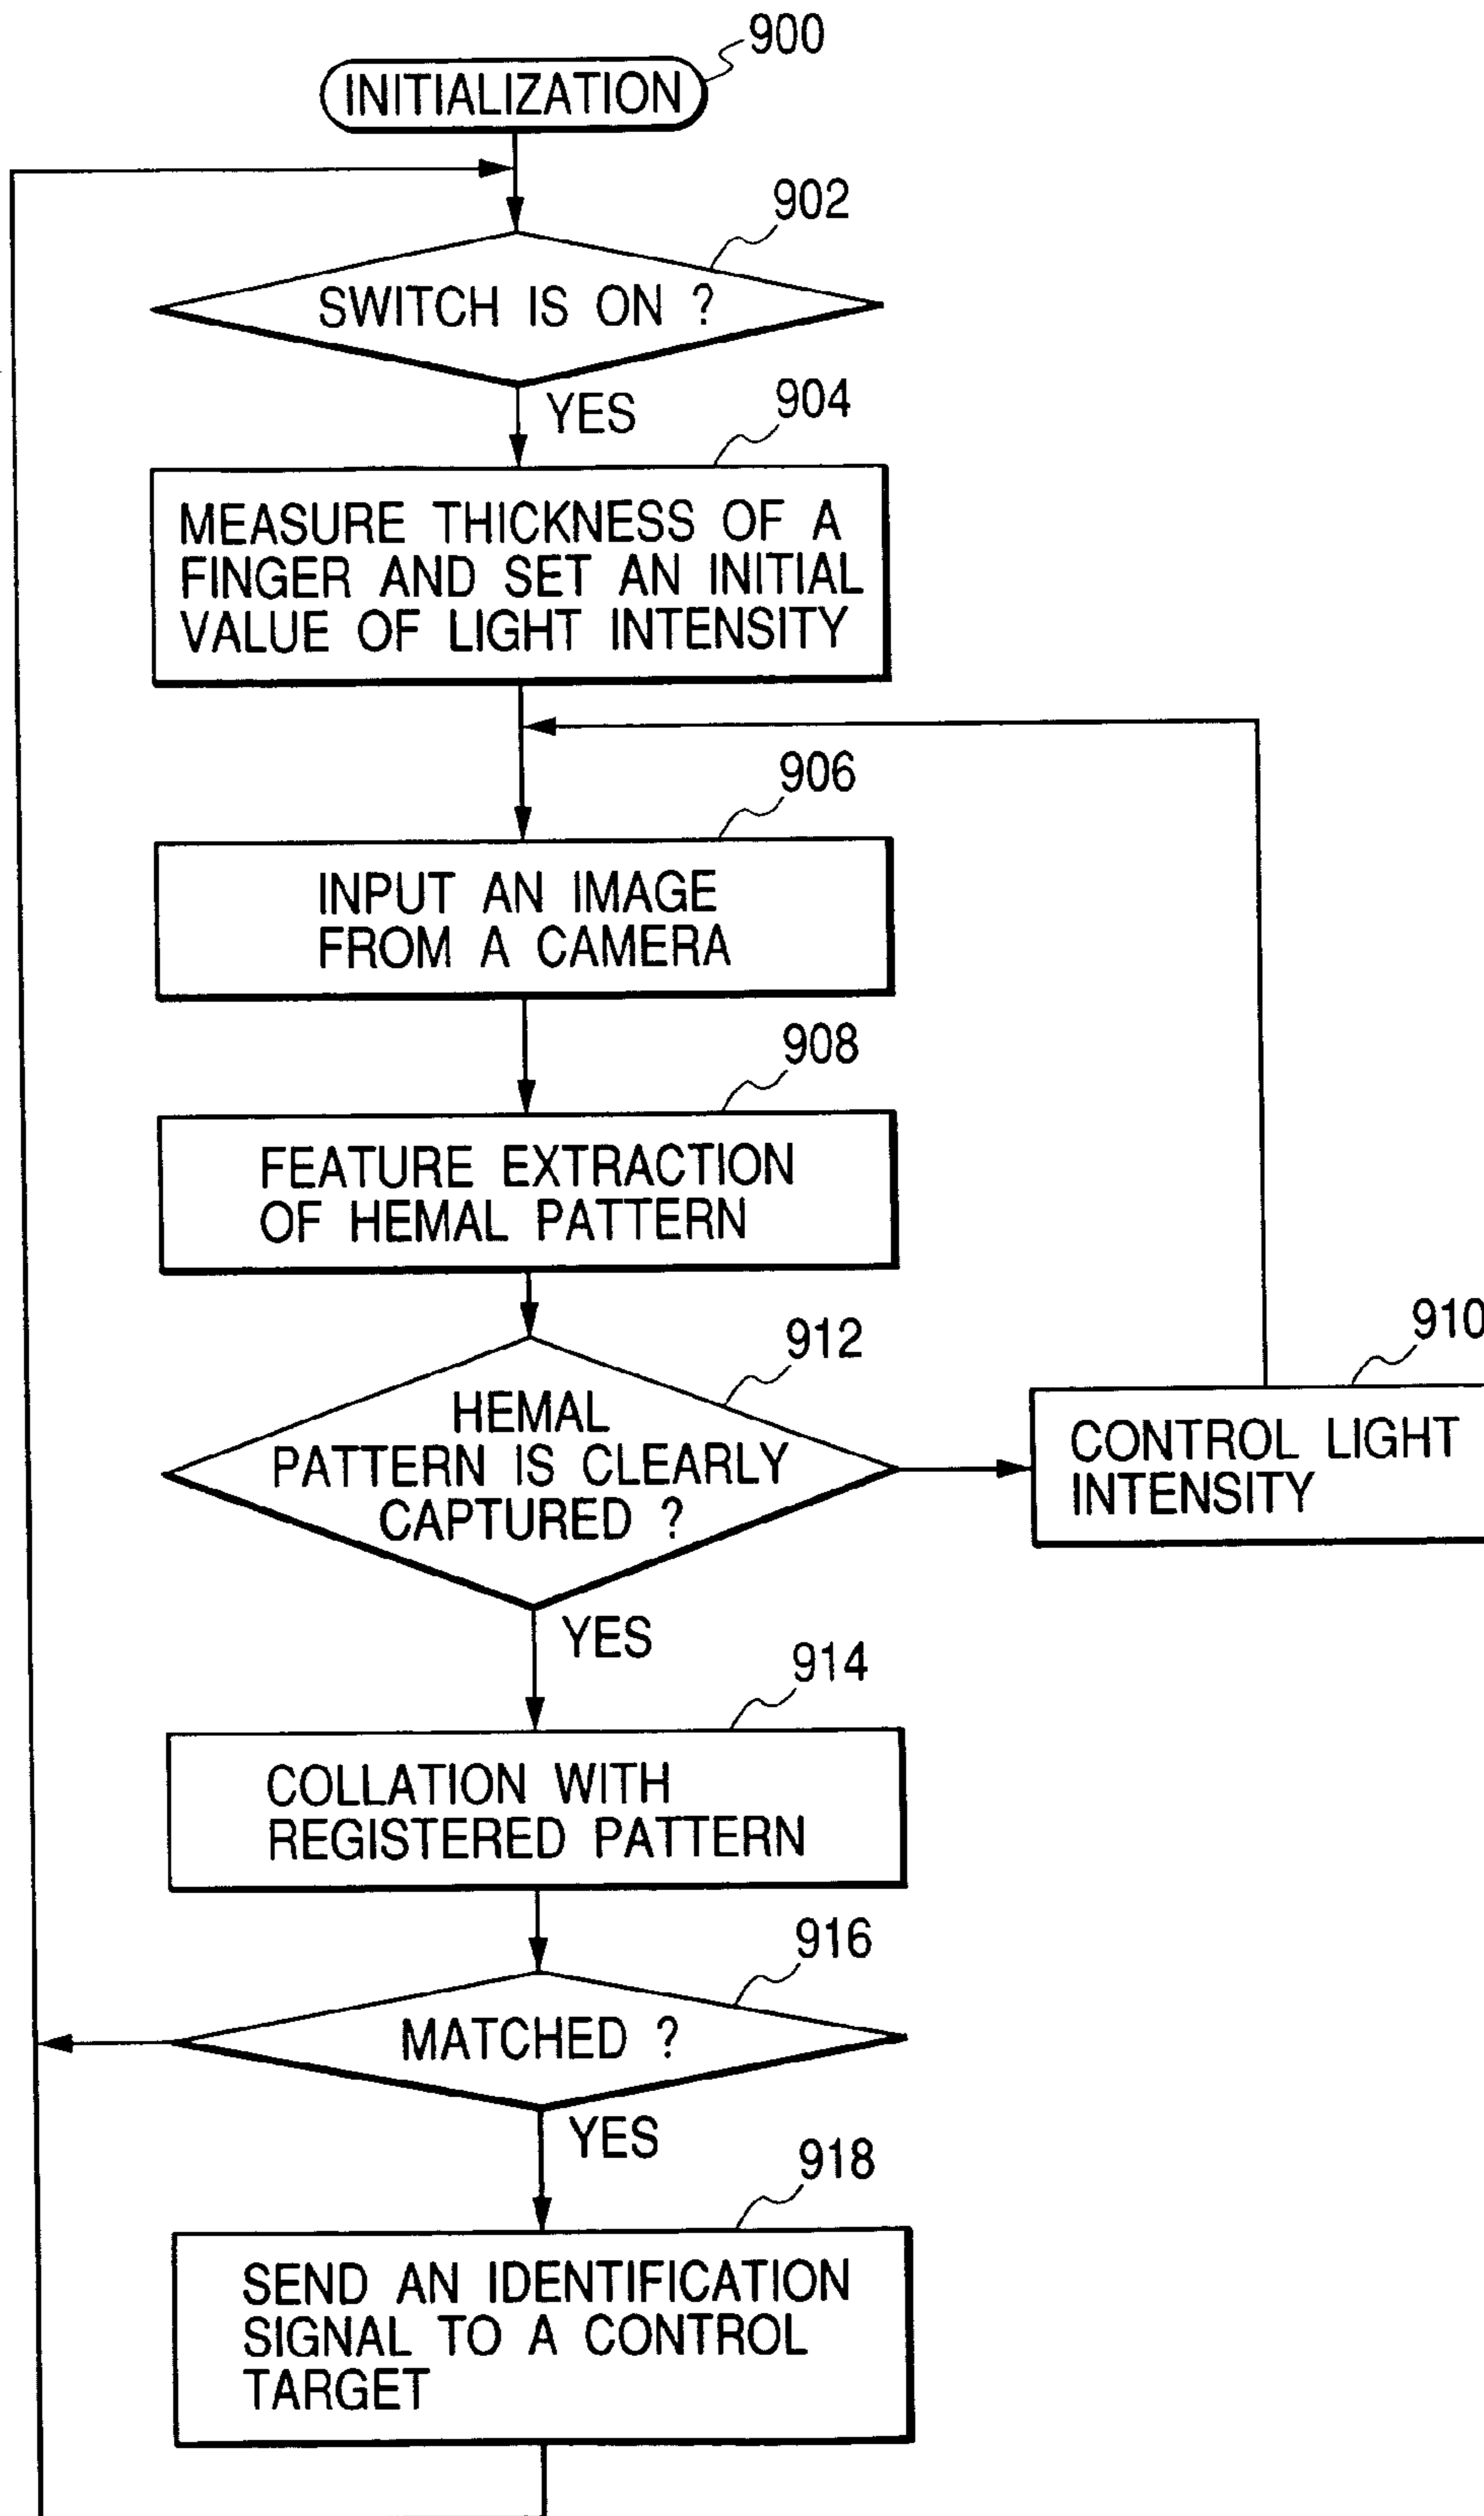 900
INITIALIZATION
902
SWITCH IS ON ?
YES
904
MEASURE THICKNESS OF A
FINGER AND SET AN INITIAL
VALUE OF LIGHT INTENSITY
906
INPUT AN IMAGE
FROM A CAMERA
908
FEATURE EXTRACTION
OF HEMAL PATTERN
912
HEMAL
PATTERN IS CLEARLY
CAPTURED ?
910
CONTROL LIGHT
INTENSITY
YES
914
COLLATION WITH
REGISTERED PATTERN
916
MATCHED ?
YES
918
SEND AN IDENTIFICATION
SIGNAL TO A CONTROL
TARGET